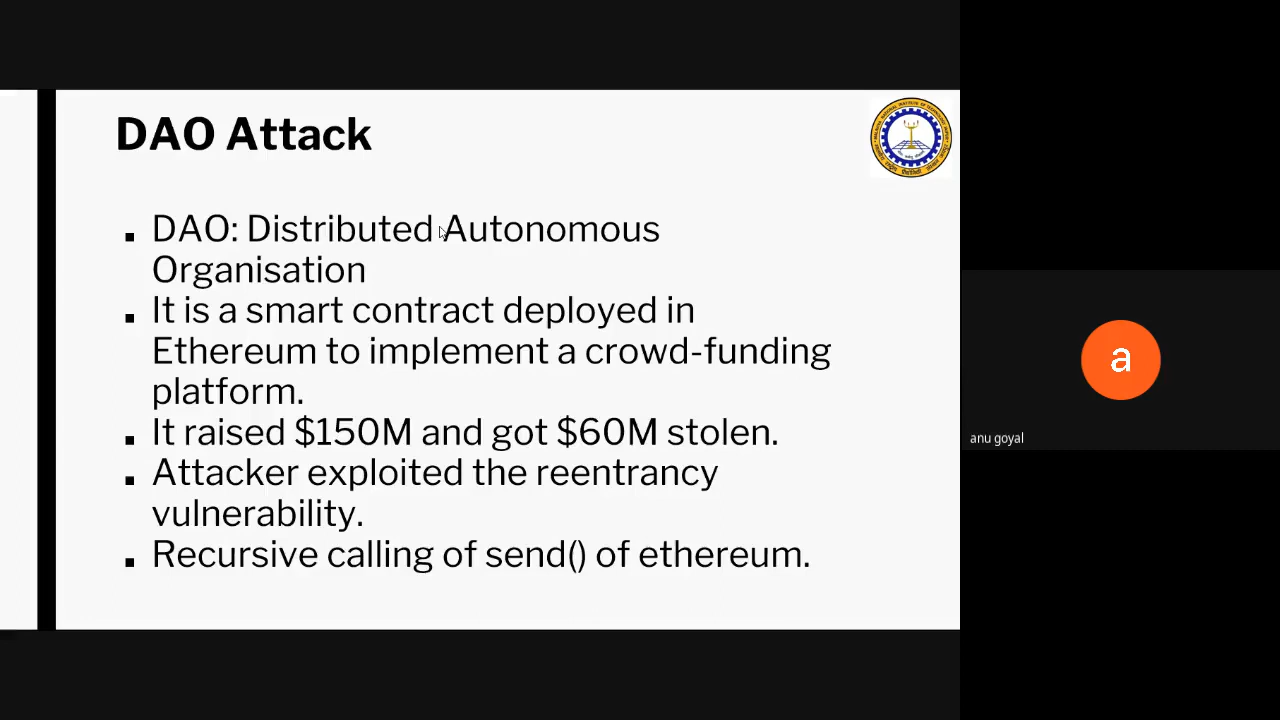 DAO Attack
DAO: Distributed Autonomous
Organisation
It is a smart contract deployed in
Ethereum to implement a crowd-funding
platform.
It raised $150M and got $60M stolen.
Attacker exploited the reentrancy
vulnerability.
Recursive calling of send() of ethereum.
a
anu goyal